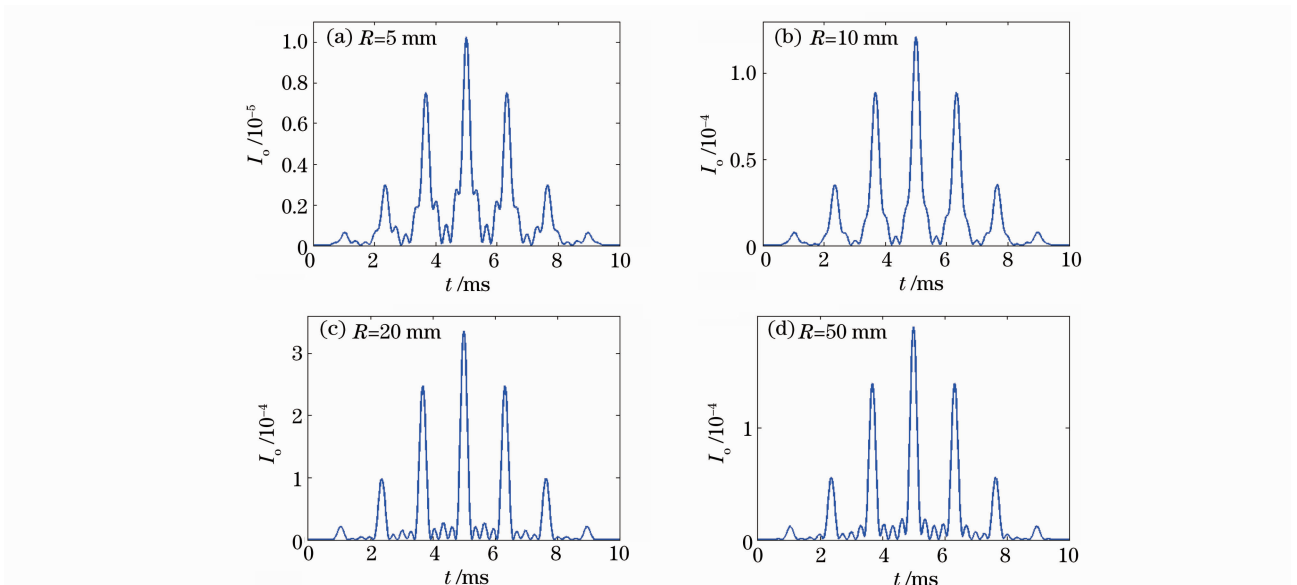 (a) R=5 mm
1.0
0.8
0.6
0.4
0.2
0
I_o /10⁻⁵
0 2 4 6 8 10
t /ms
(b) R=10 mm
1.0
0.5
0
I_o /10⁻⁴
0 2 4 6 8 10
t /ms
(c) R=20 mm
3
2
1
0
I_o /10⁻⁴
0 2 4 6 8 10
t /ms
(d) R=50 mm
1
0
I_o /10⁻⁴
0 2 4 6 8 10
t /ms